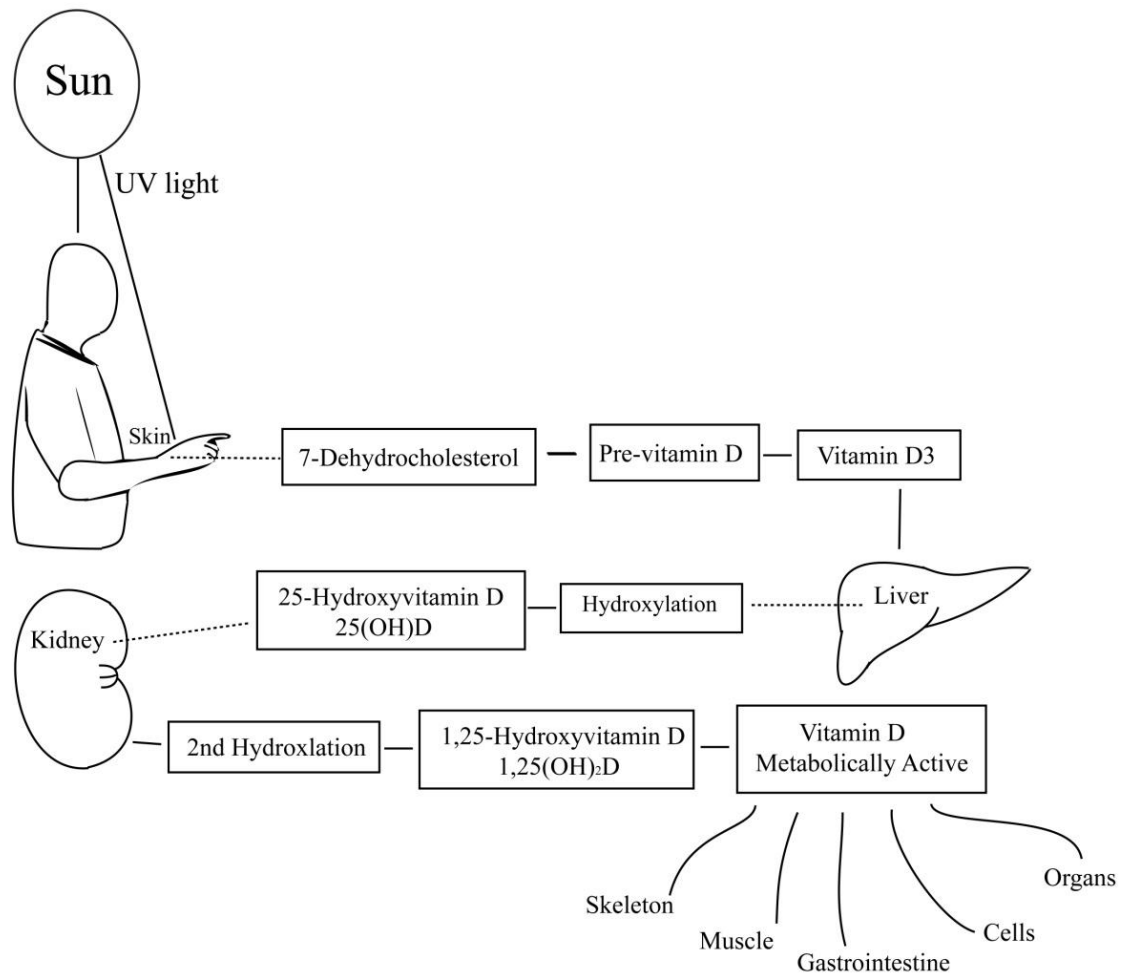 Sun
UV light
Skin
7-Dehydrocholesterol
Pre-vitamin D
Vitamin D3
Liver
Hydroxylation
25-Hydroxyvitamin D
25(OH)D
Kidney
2nd Hydroxlation
1,25-Hydroxyvitamin D
1,25(OH)₂D
Vitamin D
Metabolically Active
Skeleton
Muscle
Gastrointestine
Cells
Organs